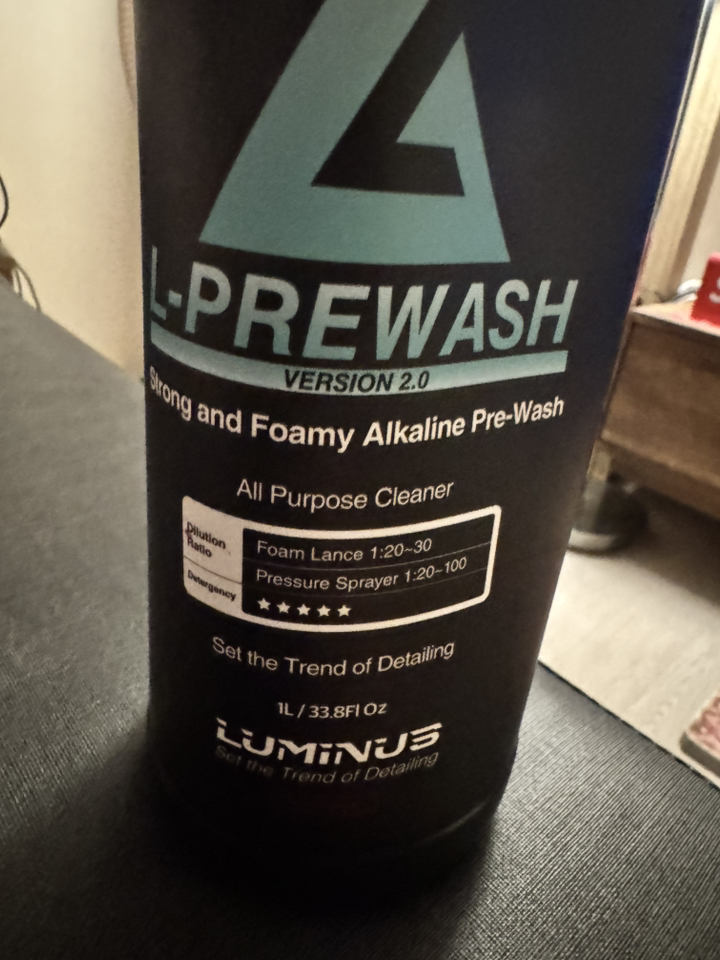 L-PREWASH
VERSION 2.0
Strong and Foamy Alkaline Pre-Wash
All Purpose Cleaner
Dilution Ratio
Foam Lance 1:20~30
Pressure Sprayer 1:20~100
Detergency
★★★★★
Set the Trend of Detailing
1L / 33.8Fl Oz
LUMINUS
Set the Trend of Detailing